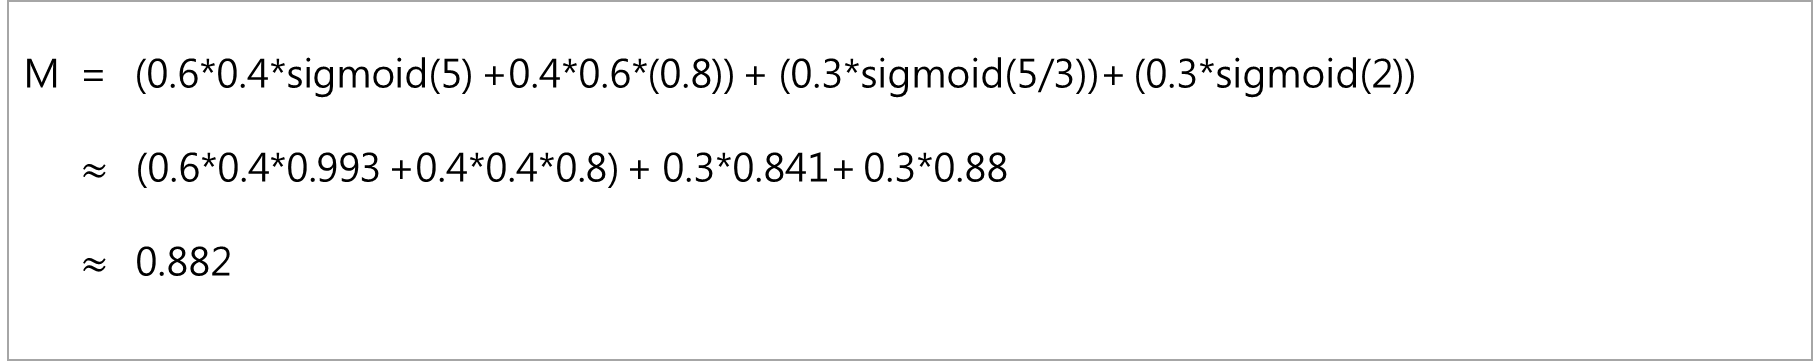 M = (0.6*0.4*sigmoid(5) +0.4*0.6*(0.8)) + (0.3*sigmoid(5/3))+ (0.3*sigmoid(2))
≈ (0.6*0.4*0.993 +0.4*0.4*0.8) + 0.3*0.841+ 0.3*0.88
≈ 0.882